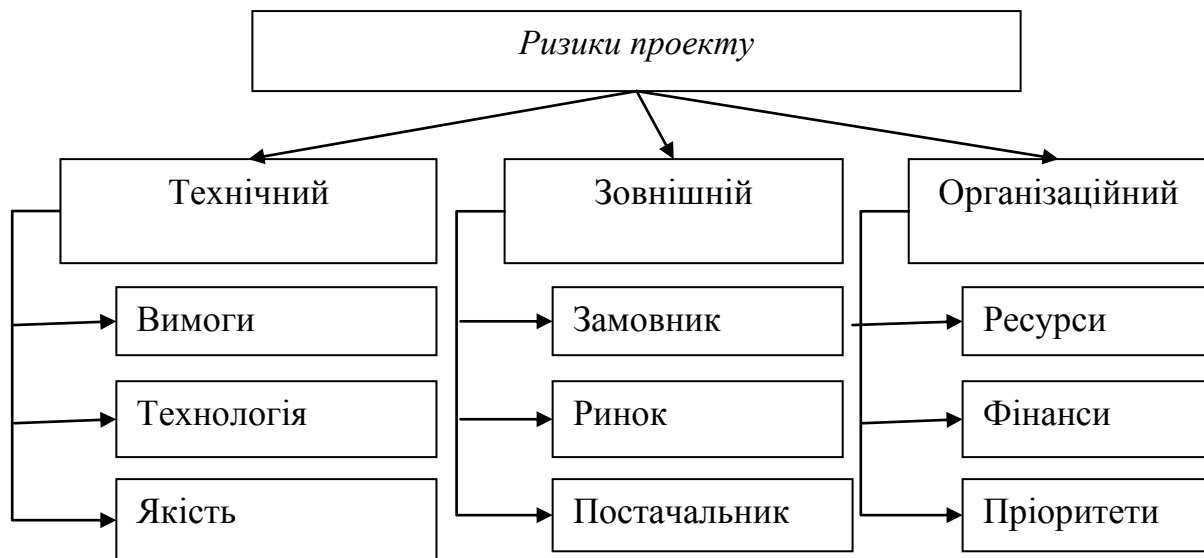 Ризики проекту
Технічний
Зовнішній
Організаційний
Вимоги
Замовник
Ресурси
Технологія
Ринок
Фінанси
Якість
Постачальник
Пріоритети